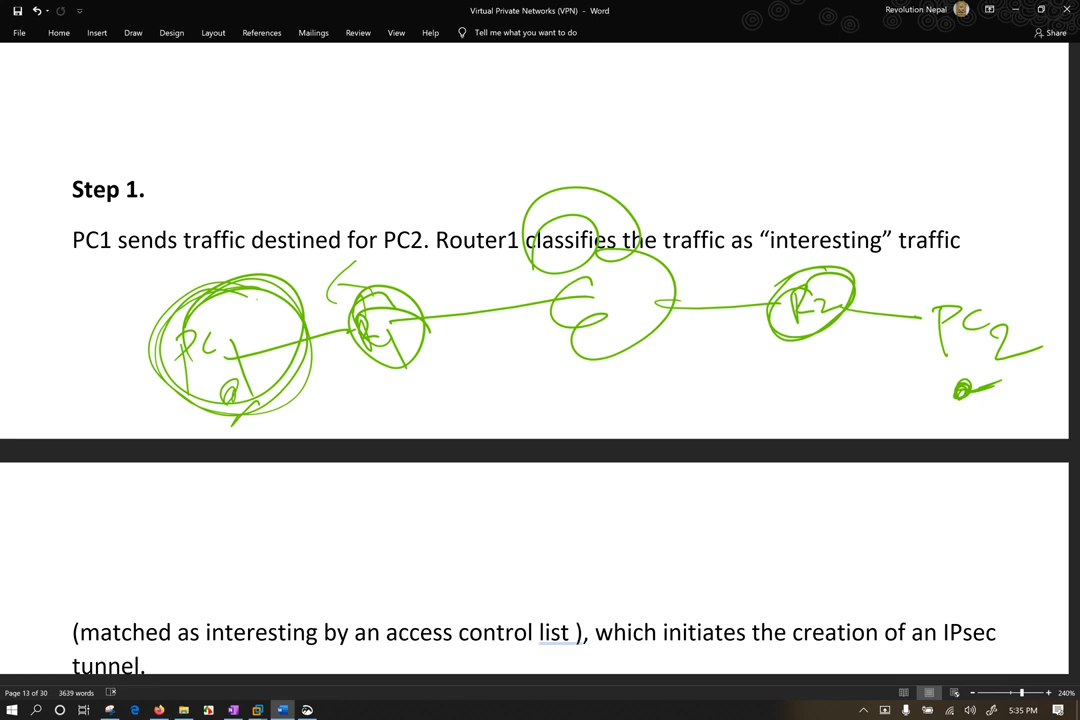 Virtual Private Networks (VPN) - Word
Revolution Nepal
File Home Insert Draw Design Layout References Mailings Review View Help Tell me what you want to do
Share
Step 1.
PC1 sends traffic destined for PC2. Router1 classifies the traffic as “interesting” traffic
PC1 R1 R2 PC2
(matched as interesting by an access control list ), which initiates the creation of an IPsec
tunnel.
Page 13 of 30 3639 words
240%
5:35 PM